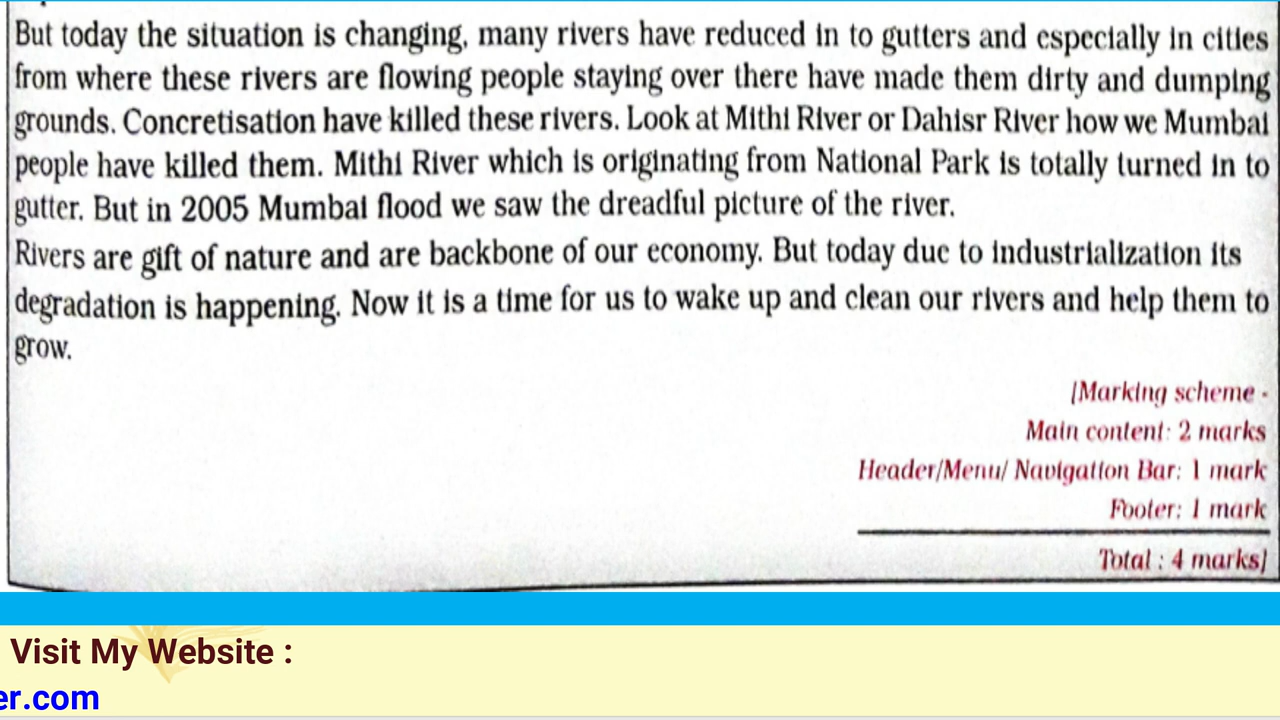 But today the situation is changing, many rivers have reduced in to gutters and especially in cities
from where these rivers are flowing people staying over there have made them dirty and dumping
grounds. Concretisation have killed these rivers. Look at Mithi River or Dahisr River how we Mumbai
people have killed them. Mithi River which is originating from National Park is totally turned in to
gutter. But in 2005 Mumbai flood we saw the dreadful picture of the river.
Rivers are gift of nature and are backbone of our economy. But today due to industrialization its
degradation is happening. Now it is a time for us to wake up and clean our rivers and help them to
grow.
[Marking scheme -
Main content: 2 marks
Header/Menu/ Navigation Bar: 1 mark
Footer: 1 mark
Total : 4 marks]
Visit My Website :
er.com